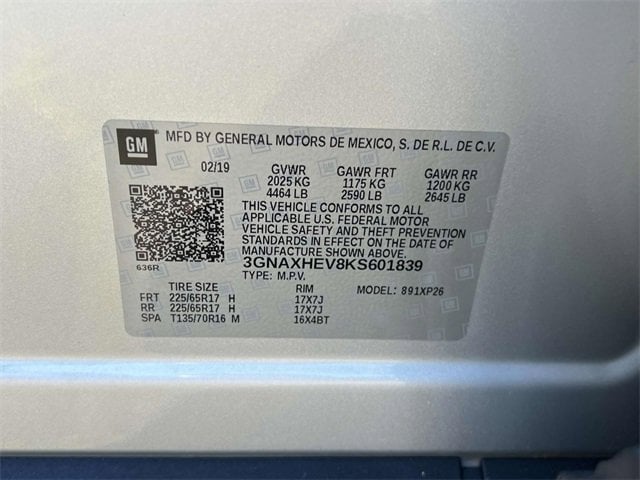 GM
MFD BY GENERAL MOTORS DE MEXICO, S. DE R.L. DE C.V.
02/19 GVWR GAWR FRT GAWR RR
2025 KG 1175 KG 1200 KG
4464 LB 2590 LB 2645 LB
THIS VEHICLE CONFORMS TO ALL
APPLICABLE U.S. FEDERAL MOTOR
VEHICLE SAFETY AND THEFT PREVENTION
STANDARDS IN EFFECT ON THE DATE OF
MANUFACTURE SHOWN ABOVE.
636R 3GNAXHEV8KS601839
TYPE: M.P.V.
TIRE SIZE RIM MODEL: 891XP26
FRT 225/65R17 H 17X7J
RR 225/65R17 H 17X7J
SPA T135/70R16 M 16X4BT